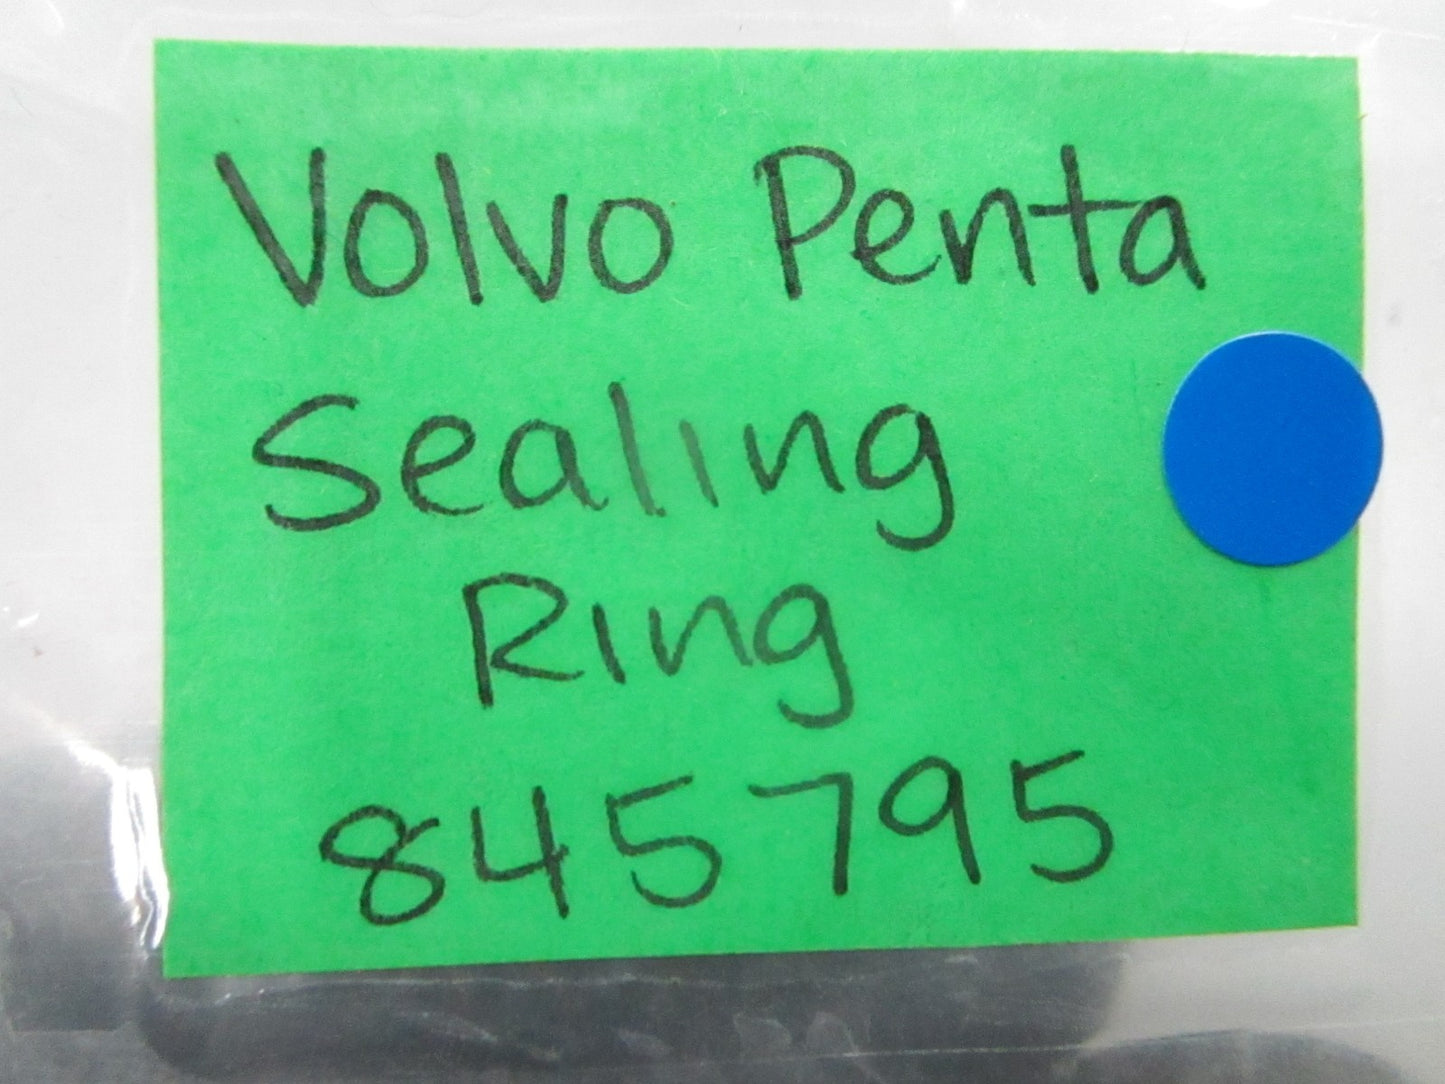 Volvo Penta
Sealing
Ring
845795